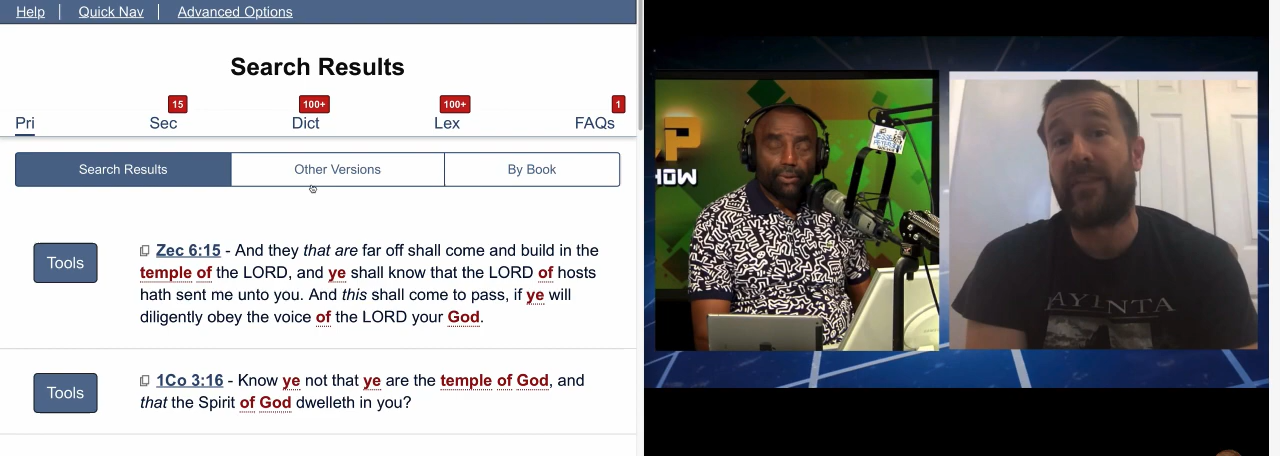 Help
Quick Nav
Advanced Options
Search Results
15
100+
100+
1
Pri
Sec
Dict
Lex
FAQs
Search Results
Other Versions
By Book
Tools
Zec 6:15 - And they that are far off shall come and build in the
temple of the LORD, and ye shall know that the LORD of hosts
hath sent me unto you. And this shall come to pass, if ye will
diligently obey the voice of the LORD your God.
Tools
1Co 3:16 - Know ye not that ye are the temple of God, and
that the Spirit of God dwelleth in you?
JESSE
HOW
AYINTA